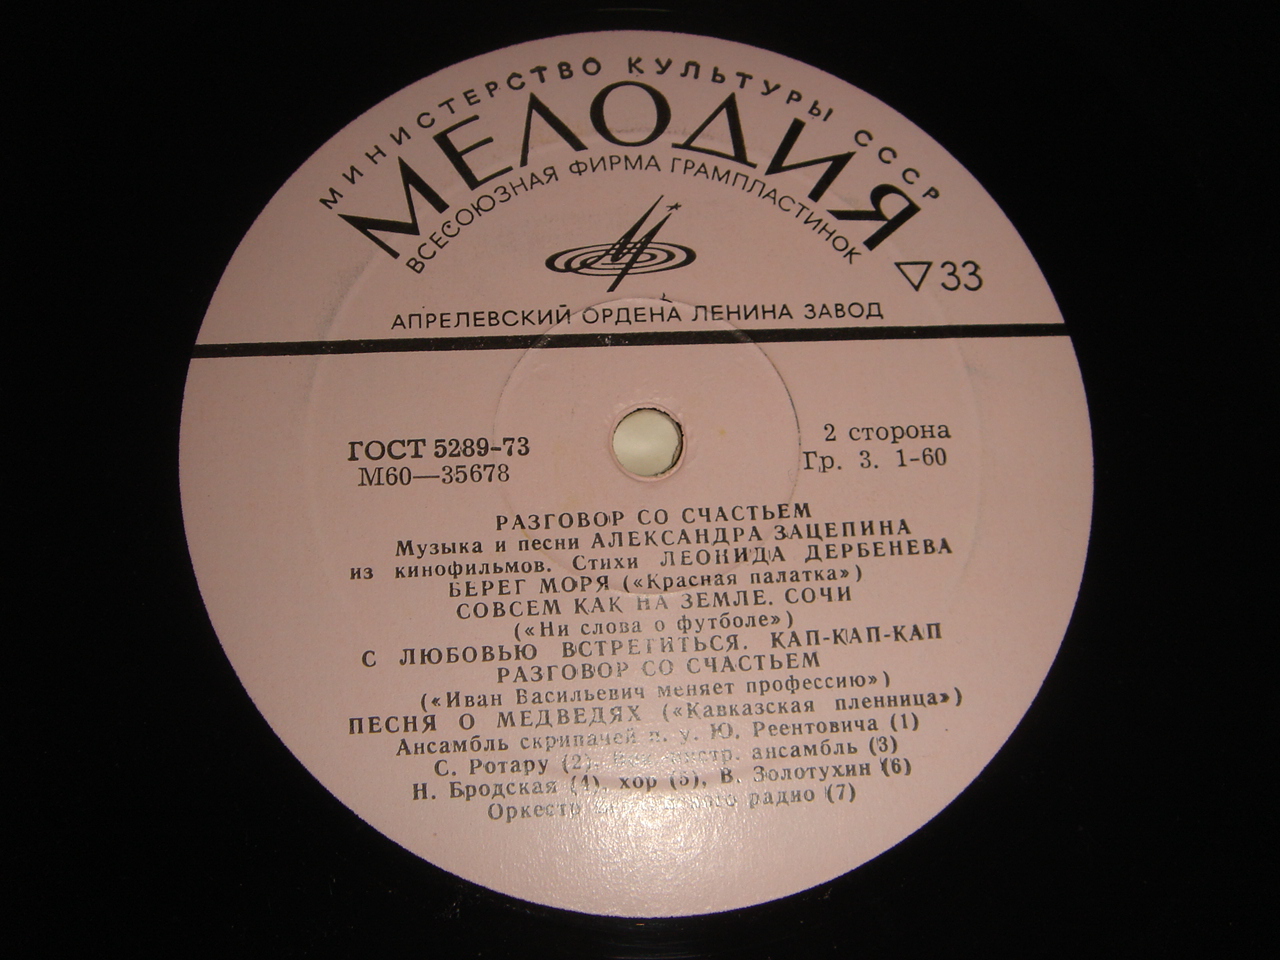 МИНИСТЕРСТВО КУЛЬТУРЫ СССР
МЕЛОДИЯ
ВСЕСОЮЗНАЯ ФИРМА ГРАМПЛАСТИНОК
33
АПРЕЛЕВСКИЙ ОРДЕНА ЛЕНИНА ЗАВОД
ГОСТ 5289-73
М60—35678
2 сторона
Гр. 3. 1-60
РАЗГОВОР СО СЧАСТЬЕМ
Музыка и песни АЛЕКСАНДРА ЗАЦЕПИНА
из кинофильмов. Стихи ЛЕОНИДА ДЕРБЕНЕВА
БЕРЕГ МОРЯ («Красная палатка»)
СОВСЕМ КАК НА ЗЕМЛЕ. СОЧИ
(«Ни слова о футболе»)
С ЛЮБОВЬЮ ВСТРЕТИТЬСЯ. КАП-КАП-КАП
РАЗГОВОР СО СЧАСТЬЕМ
(«Иван Васильевич меняет профессию»)
ПЕСНЯ О МЕДВЕДЯХ («Кавказская пленница»)
Ансамбль скрипачей п. у. Ю. Реентовича (1)
С. Ротару (2), ансамбль (3)
Н. Бродская (4), хор (5), В. Золотухин (6)
радио (7)